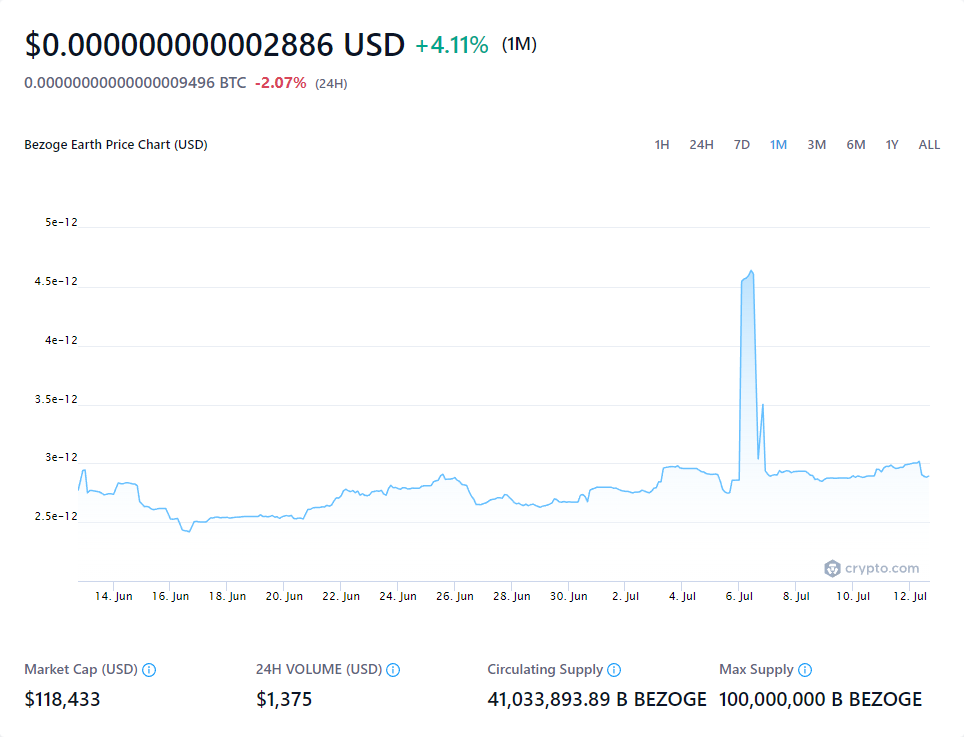 $0.000000000002886 USD +4.11% (1M)
0.00000000000000009496 BTC -2.07% (24H)
Bezoge Earth Price Chart (USD) 1H 24H 7D 1M 3M 6M 1Y ALL
5e-12
4.5e-12
4e-12
3.5e-12
3e-12
2.5e-12
crypto.com
14. Jun 16. Jun 18. Jun 20. Jun 22. Jun 24. Jun 26. Jun 28. Jun 30. Jun 2. Jul 4. Jul 6. Jul 8. Jul 10. Jul 12. Jul
Market Cap (USD) 24H VOLUME (USD) Circulating Supply Max Supply
$118,433 $1,375 41,033,893.89 B BEZOGE 100,000,000 B BEZOGE